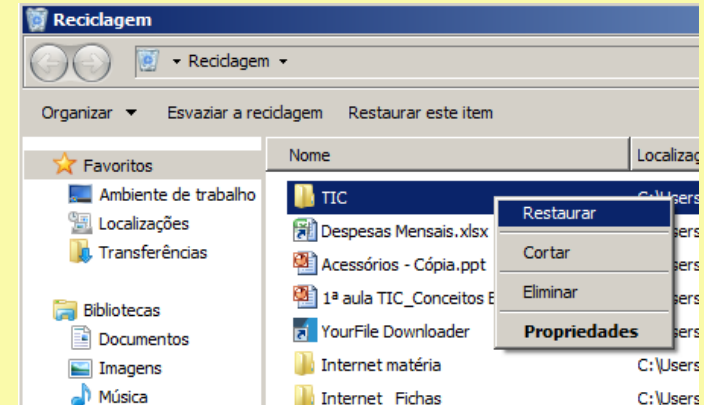 Reciclagem
Reciclagem
Organizar Esvaziar a reciclagem Restaurar este item
Favoritos
Ambiente de trabalho
Localizações
Transferências
Bibliotecas
Documentos
Imagens
Música
Nome
TIC
Despesas Mensais.xlsx
Acessórios - Cópia.ppt
1ª aula TIC_Conceitos
YourFile Downloader
Internet matéria C:\Users
Internet Fichas C:\Users
Restaurar
Cortar
Eliminar
Propriedades